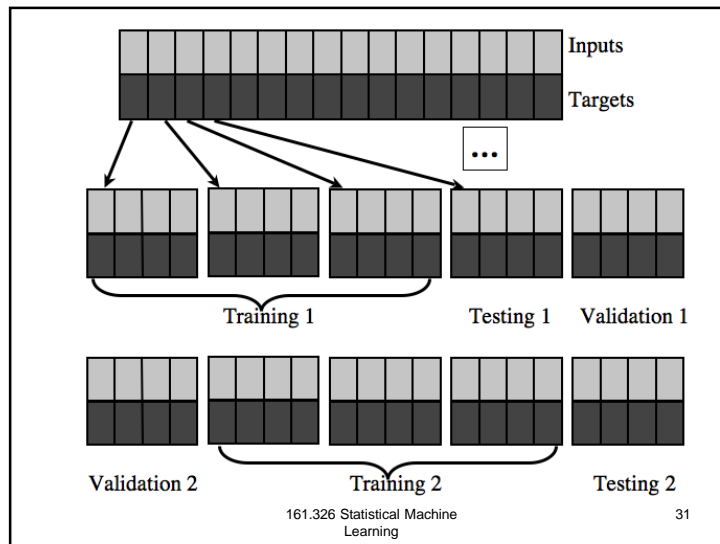 Inputs
Targets
...
Training 1
Testing 1
Validation 1
Validation 2
Training 2
Testing 2
161.326 Statistical Machine
Learning
31